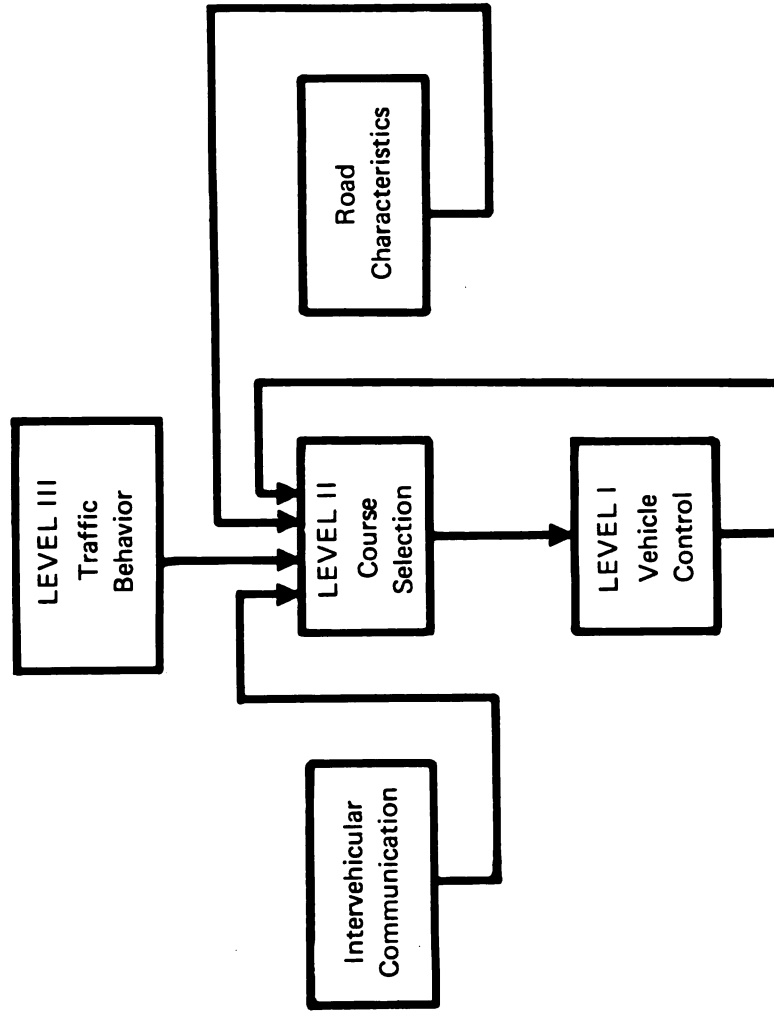 LEVEL III
Traffic
Behavior
Intervehicular
Communication
LEVEL II
Course
Selection
Road
Characteristics
LEVEL I
Vehicle
Control